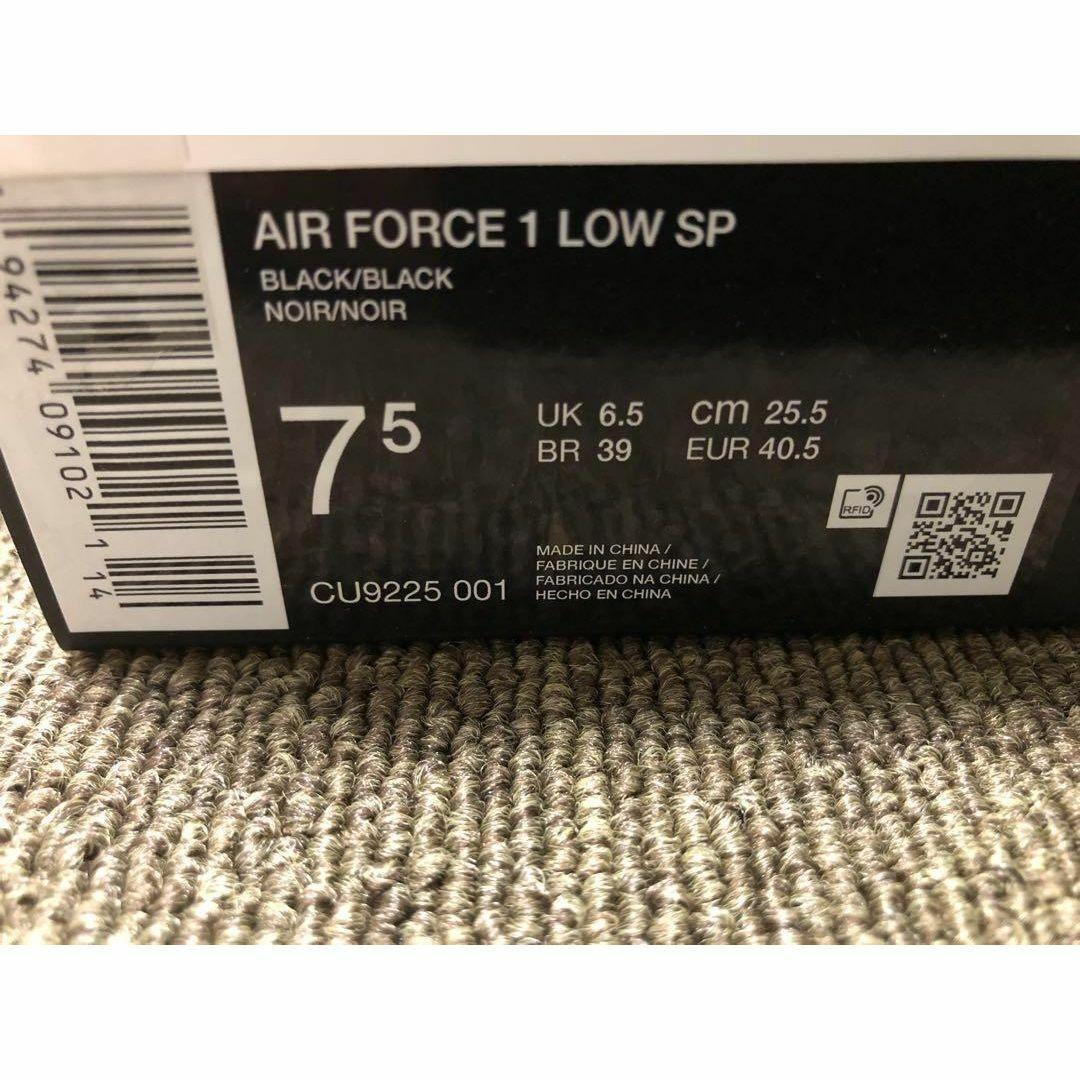 AIR FORCE 1 LOW SP
BLACK/BLACK
NOIR/NOIR
7 5
UK 6.5 cm 25.5
BR 39 EUR 40.5
RFID
CU9225 001
MADE IN CHINA /
FABRIQUE EN CHINE /
FABRICADO NA CHINA /
HECHO EN CHINA
94274 09102 1 14